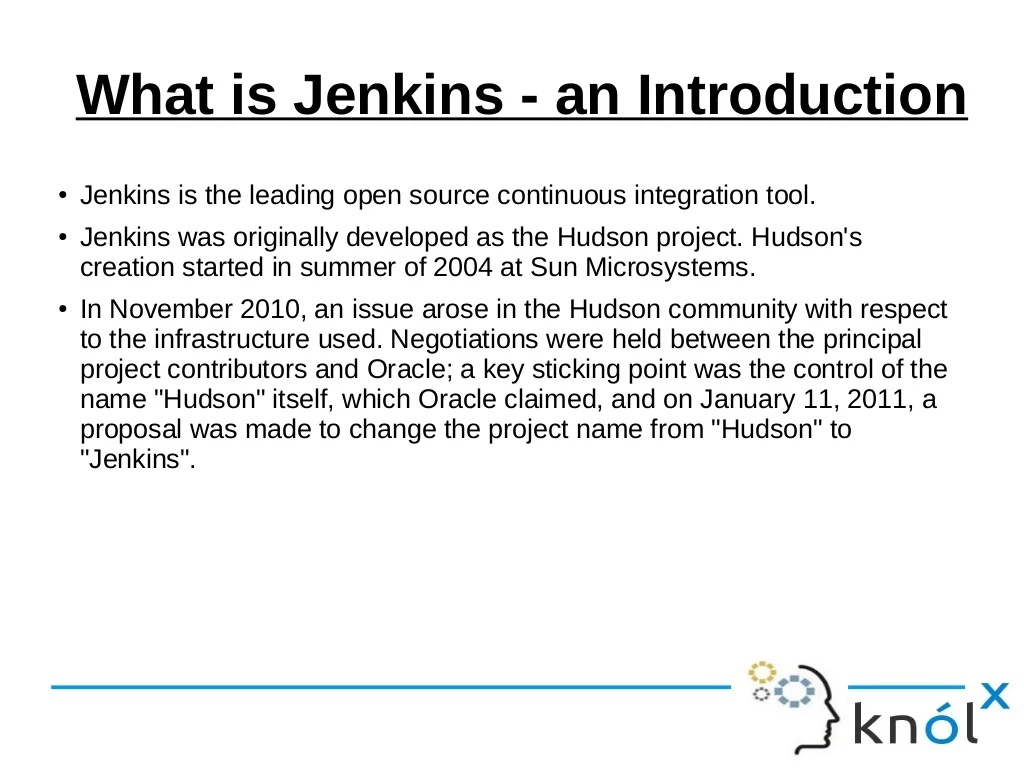 What is Jenkins - an Introduction
• Jenkins is the leading open source continuous integration tool.
• Jenkins was originally developed as the Hudson project. Hudson's
creation started in summer of 2004 at Sun Microsystems.
• In November 2010, an issue arose in the Hudson community with respect
to the infrastructure used. Negotiations were held between the principal
project contributors and Oracle; a key sticking point was the control of the
name "Hudson" itself, which Oracle claimed, and on January 11, 2011, a
proposal was made to change the project name from "Hudson" to
"Jenkins".
knólx